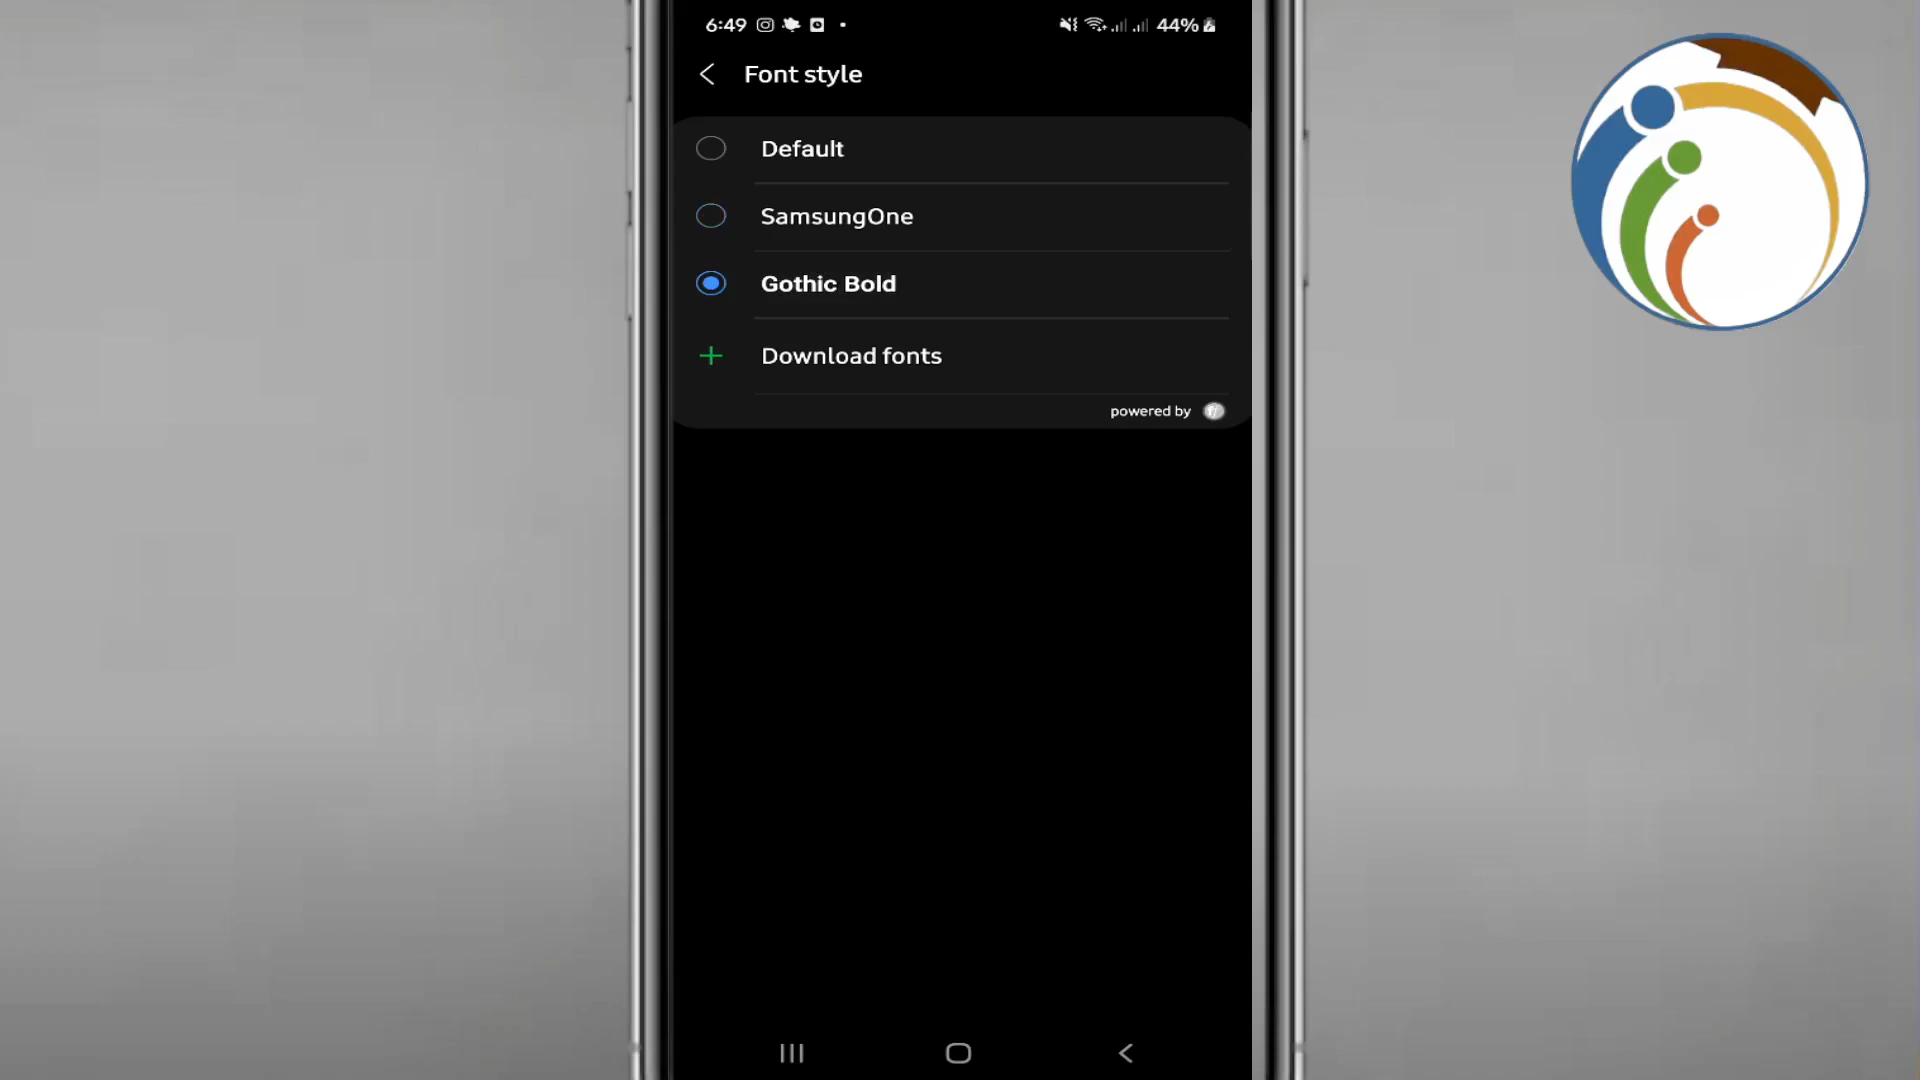 6:49 44%
Font style
Default
SamsungOne
Gothic Bold
Download fonts
powered by